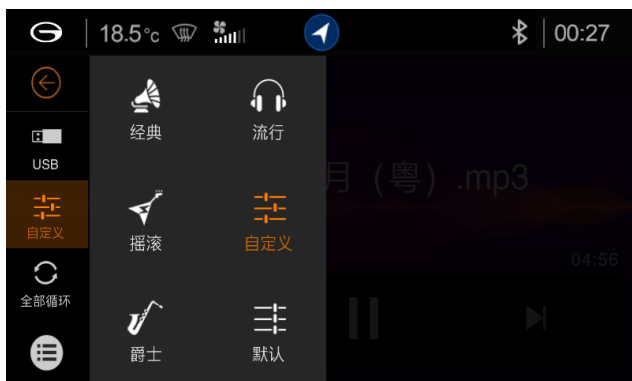 18.5°c
00:27
USB
自定义
全部循环
经典
流行
摇滚
自定义
爵士
默认
月（粤）.mp3
04:56